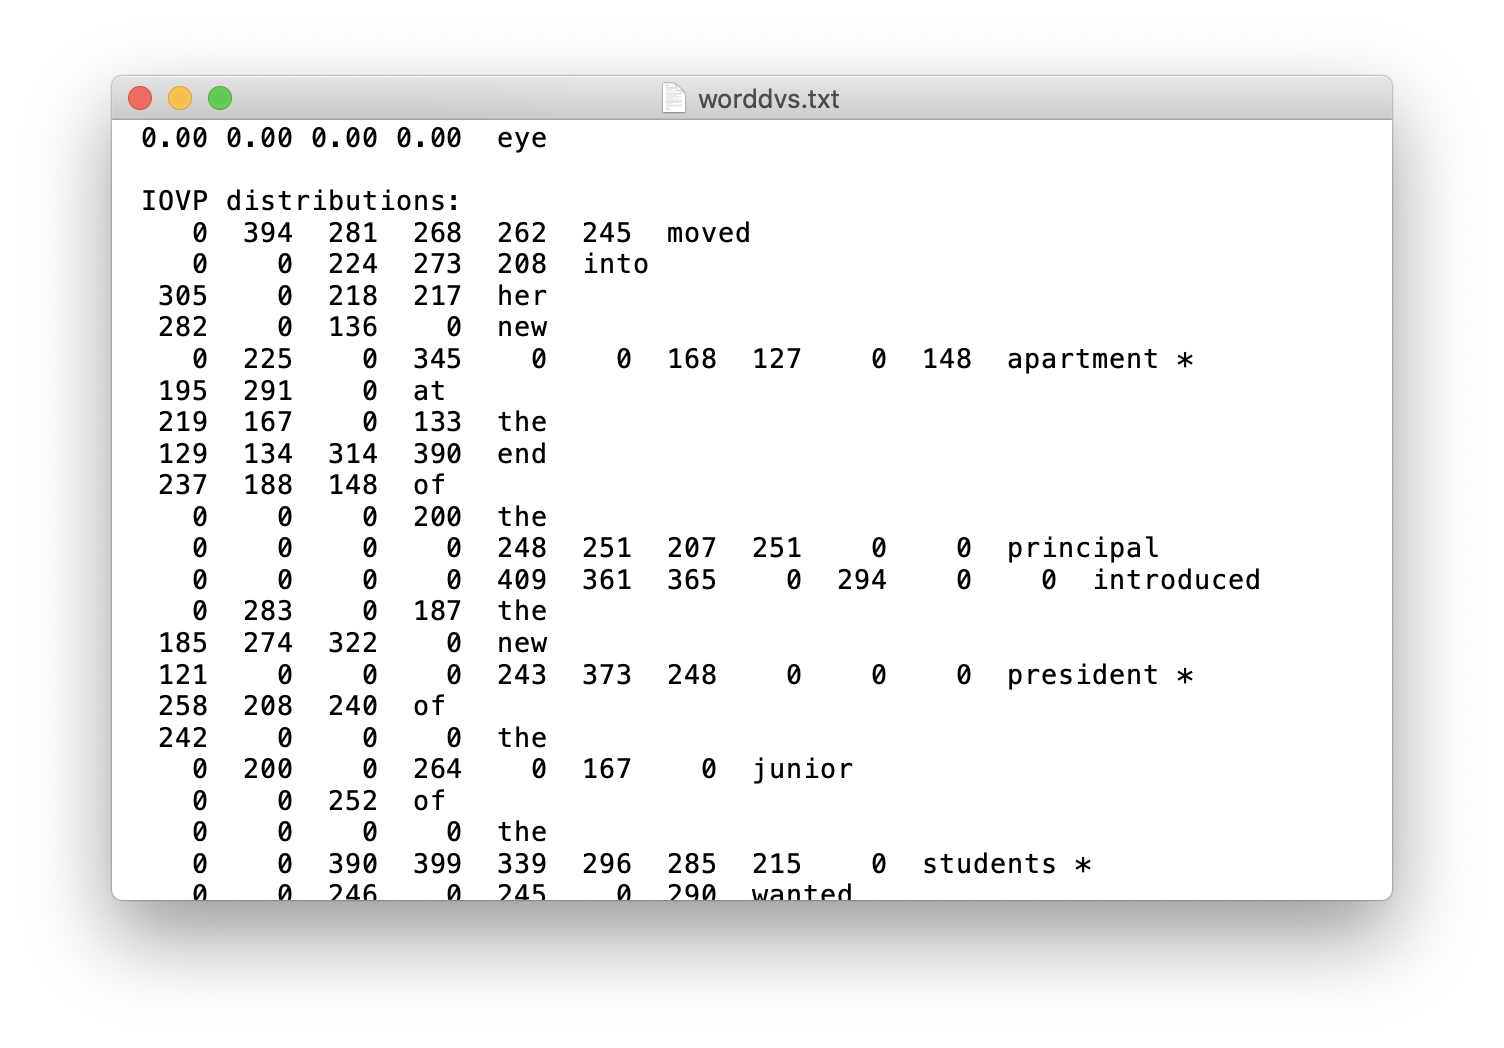 worddvs.txt
0.00 0.00 0.00 0.00  eye
IOVP distributions:
0  394  281  268  262  245  moved
0    0  224  273  208  into
305    0  218  217  her
282    0  136    0  new
0  225    0  345    0    0  168  127    0  148  apartment *
195  291    0  at
219  167    0  133  the
129  134  314  390  end
237  188  148  of
0    0    0  200  the
0    0    0    0  248  251  207  251    0    0  principal
0    0    0    0  409  361  365    0  294    0    0  introduced
0  283    0  187  the
185  274  322    0  new
121    0    0    0  243  373  248    0    0    0  president *
258  208  240  of
242    0    0    0  the
0  200    0  264    0  167    0  junior
0    0  252  of
0    0    0    0  the
0    0  390  399  339  296  285  215    0  students *
0    0  246    0  245    0  290  wanted